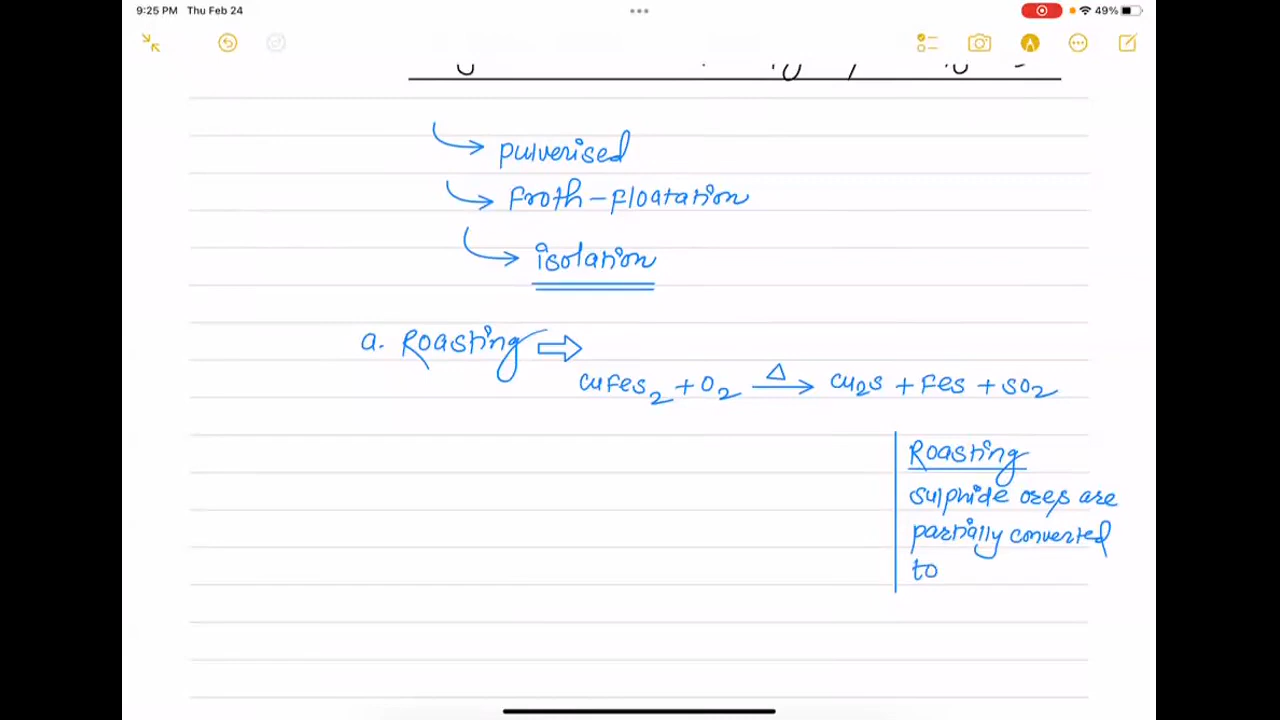 9:25 PM Thu Feb 24
49%
pulverised
Froth-Floatation
isolation
a. Roasting ⇒
CuFeS₂ + O₂ →(Δ) Cu₂S + FeS + SO₂
Roasting
sulphide ores are
partially converted
to